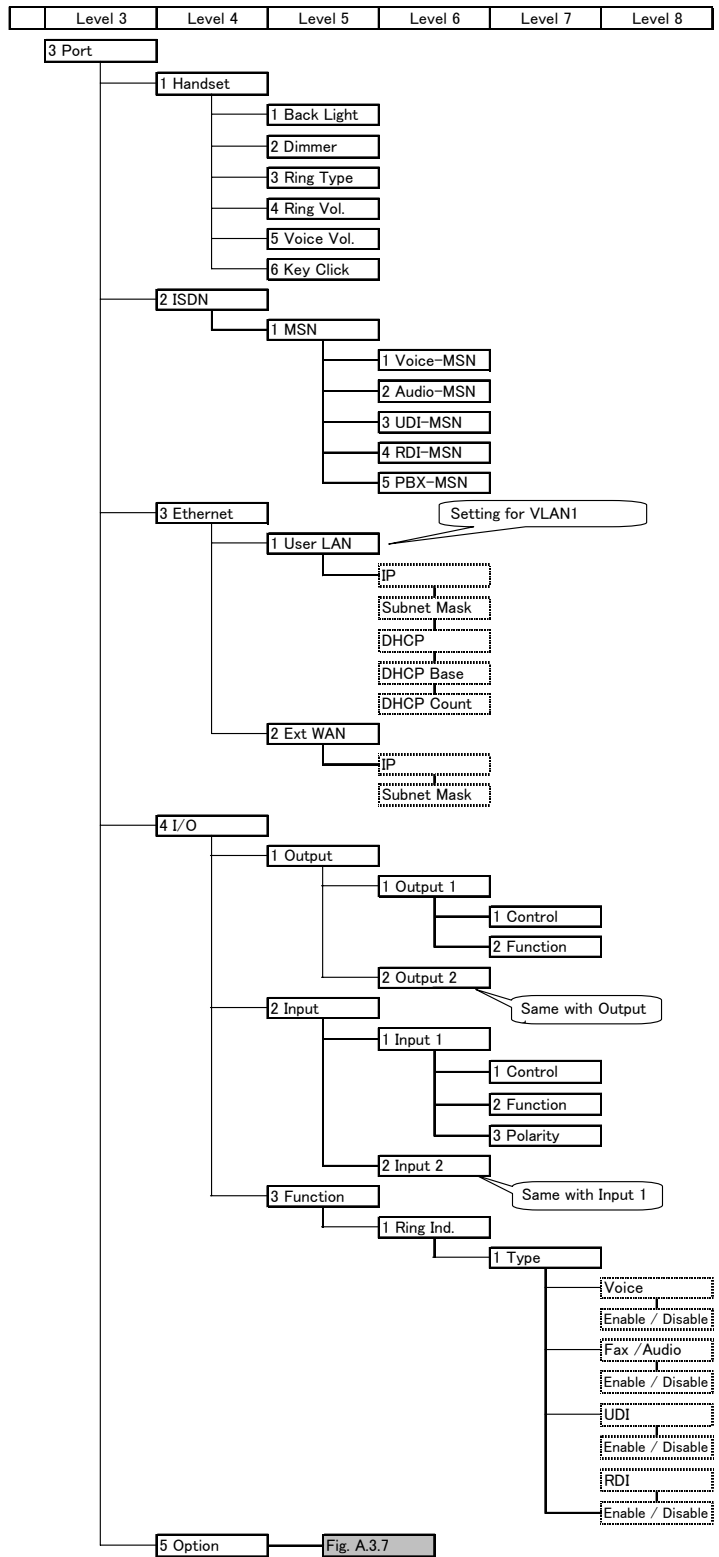 Level 3 Level 4 Level 5 Level 6 Level 7 Level 8
3 Port
1 Handset
1 Back Light
2 Dimmer
3 Ring Type
4 Ring Vol.
5 Voice Vol.
6 Key Click
2 ISDN
1 MSN
1 Voice-MSN
2 Audio-MSN
3 UDI-MSN
4 RDI-MSN
5 PBX-MSN
3 Ethernet
Setting for VLAN1
1 User LAN
IP
Subnet Mask
DHCP
DHCP Base
DHCP Count
2 Ext WAN
IP
Subnet Mask
4 I/O
1 Output
1 Output 1
1 Control
2 Function
2 Output 2
Same with Output
2 Input
1 Input 1
1 Control
2 Function
3 Polarity
2 Input 2
Same with Input 1
3 Function
1 Ring Ind.
1 Type
Voice
Enable / Disable
Fax /Audio
Enable / Disable
UDI
Enable / Disable
RDI
Enable / Disable
5 Option
Fig. A.3.7